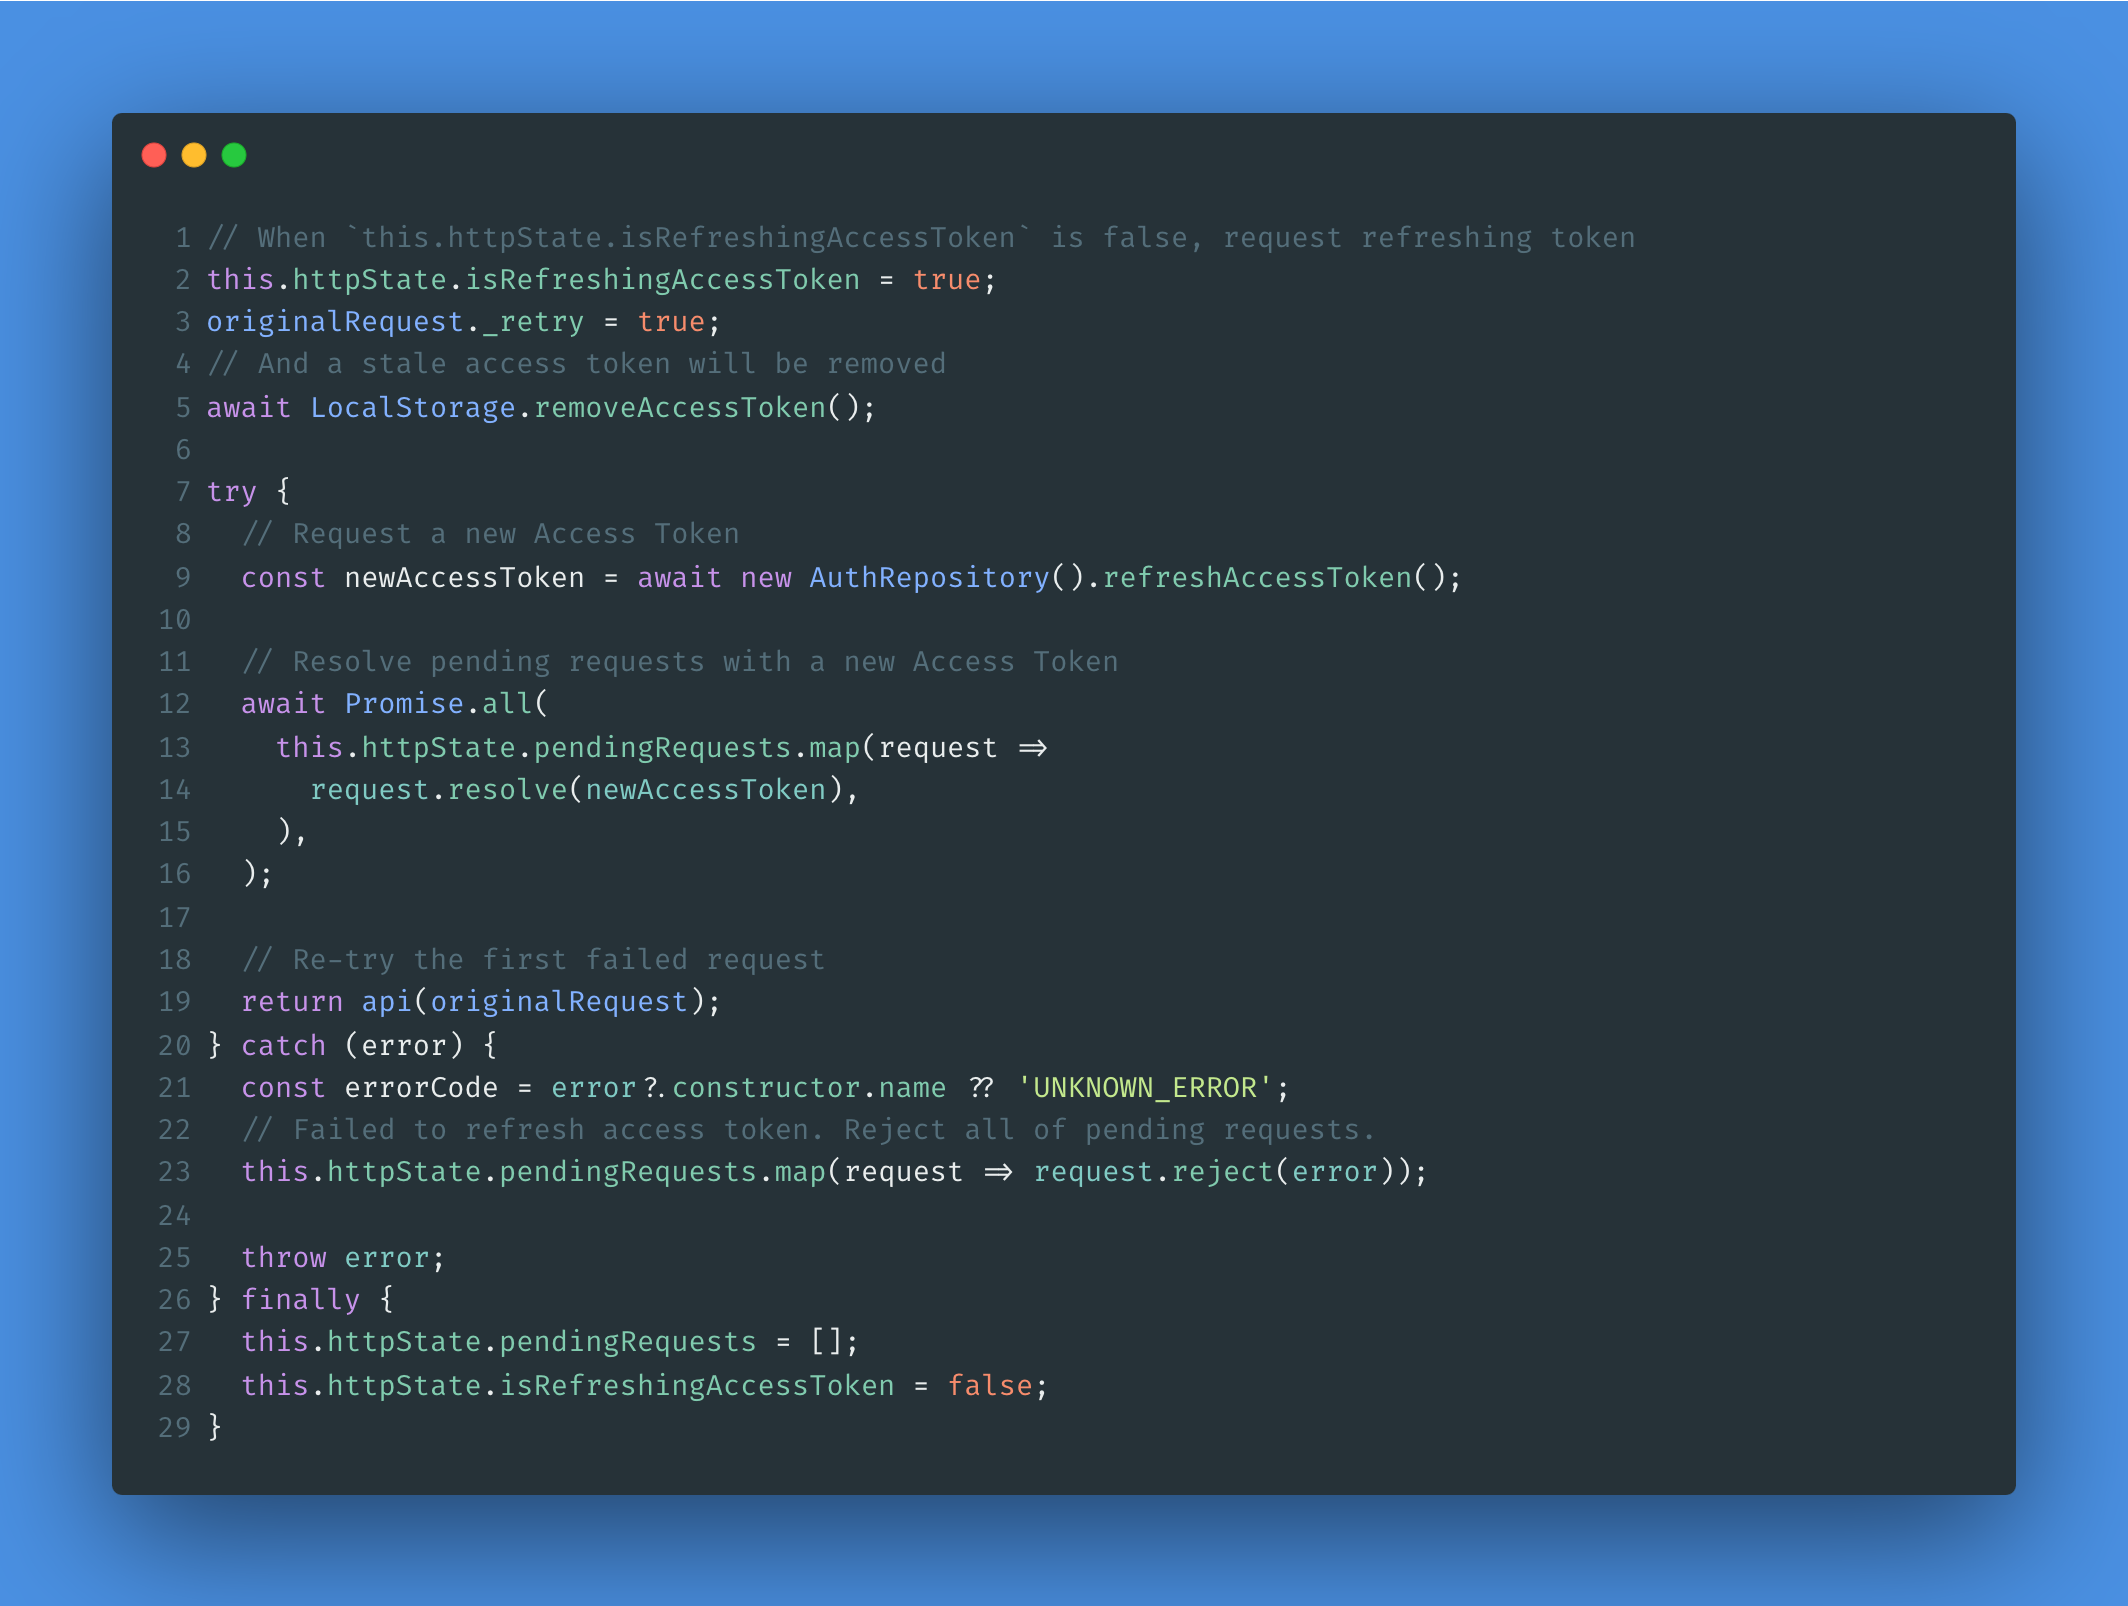 1 // When `this.httpState.isRefreshingAccessToken` is false, request refreshing token
2 this.httpState.isRefreshingAccessToken = true;
3 originalRequest._retry = true;
4 // And a stale access token will be removed
5 await LocalStorage.removeAccessToken();
6
7 try {
8   // Request a new Access Token
9   const newAccessToken = await new AuthRepository().refreshAccessToken();
10
11   // Resolve pending requests with a new Access Token
12   await Promise.all(
13     this.httpState.pendingRequests.map(request =>
14       request.resolve(newAccessToken),
15     ),
16   );
17
18   // Re-try the first failed request
19   return api(originalRequest);
20 } catch (error) {
21   const errorCode = error?.constructor.name ?? 'UNKNOWN_ERROR';
22   // Failed to refresh access token. Reject all of pending requests.
23   this.httpState.pendingRequests.map(request => request.reject(error));
24
25   throw error;
26 } finally {
27   this.httpState.pendingRequests = [];
28   this.httpState.isRefreshingAccessToken = false;
29 }